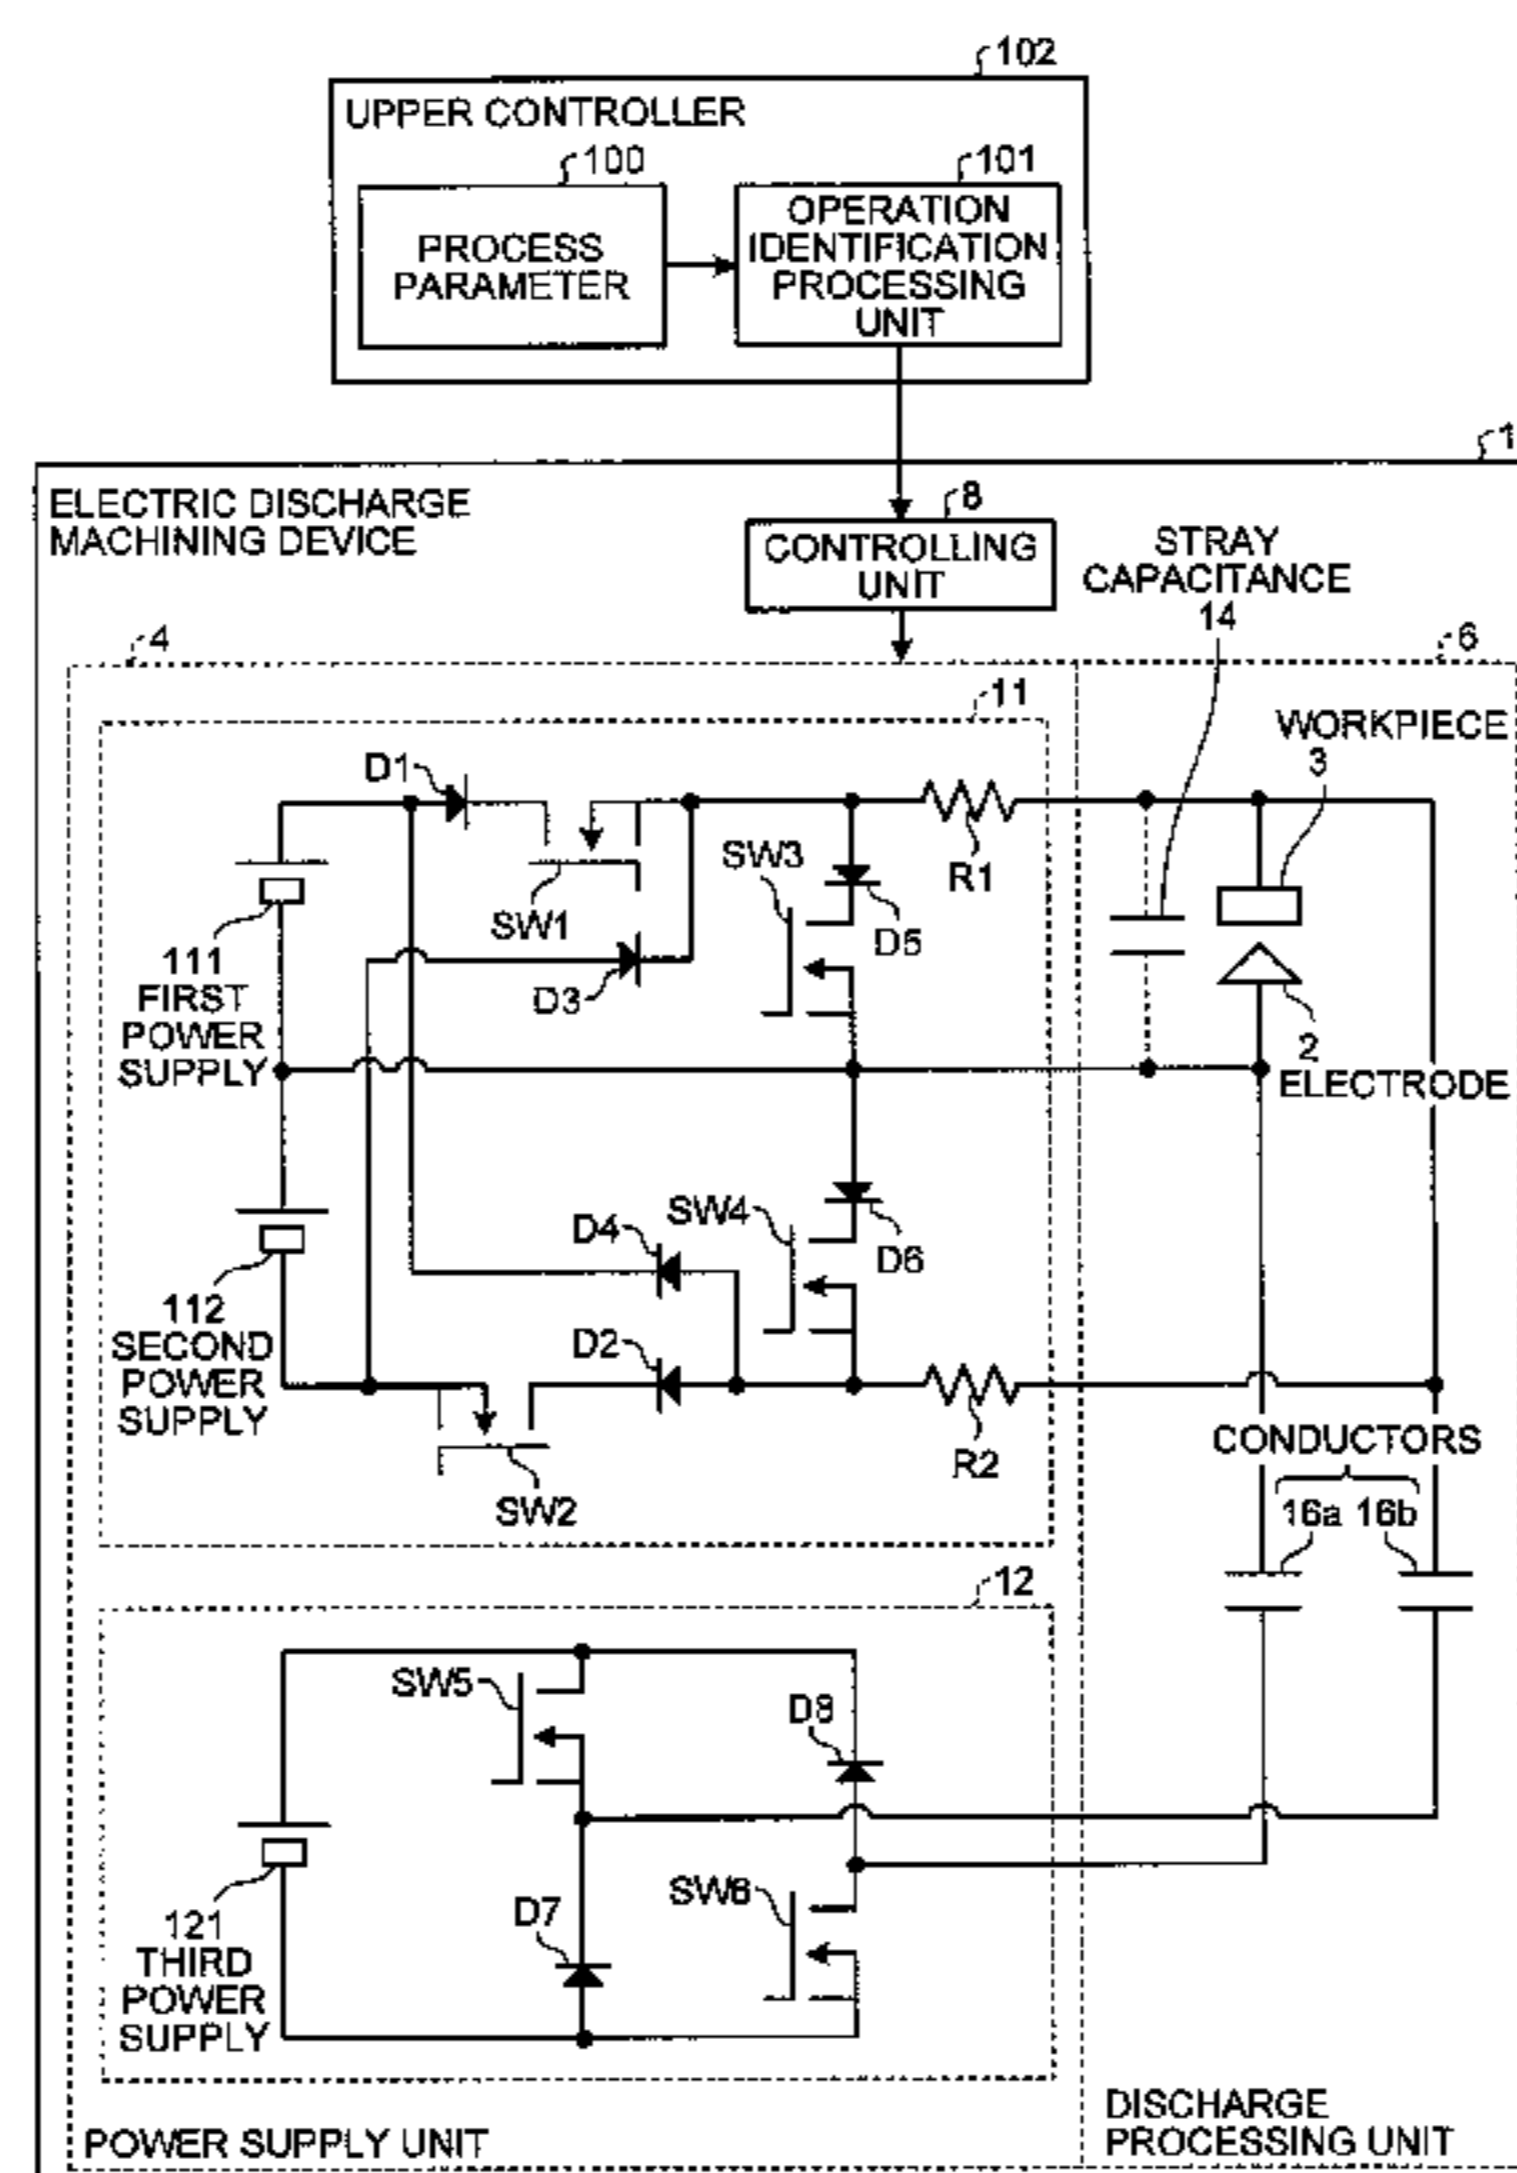 102
UPPER CONTROLLER
100
101
PROCESS
PARAMETER
OPERATION
IDENTIFICATION
PROCESSING
UNIT
1
ELECTRIC DISCHARGE
MACHINING DEVICE
8
CONTROLLING
UNIT
STRAY
CAPACITANCE
14
4
6
11
WORKPIECE
3
D1
SW1
SW3
D5
R1
D3
111
FIRST
POWER
SUPPLY
2
ELECTRODE
SW4
D4
D6
112
SECOND
POWER
SUPPLY
D2
SW2
R2
CONDUCTORS
16a 16b
12
SW5
D8
SW6
D7
121
THIRD
POWER
SUPPLY
POWER SUPPLY UNIT
DISCHARGE
PROCESSING UNIT